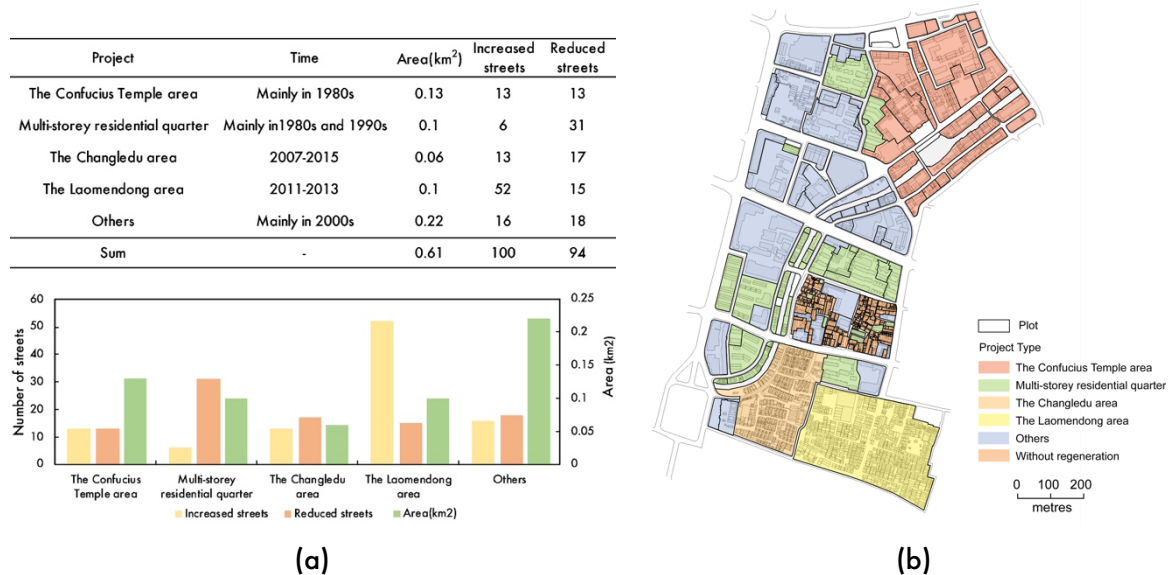 Project Time Area(km²) Increased streets Reduced streets
The Confucius Temple area Mainly in 1980s 0.13 13 13
Multi-storey residential quarter Mainly in1980s and 1990s 0.1 6 31
The Changledu area 2007-2015 0.06 13 17
The Laomendong area 2011-2013 0.1 52 15
Others Mainly in 2000s 0.22 16 18
Sum - 0.61 100 94
Number of streets
60
50
40
30
20
10
0
0.25
0.2
0.15
0.1
0.05
0
Area (km2)
The Confucius Temple area
Multi-storey residential quarter
The Changledu area
The Laomendong area
Others
Increased streets Reduced streets Area(km2)
(a)
Plot
Project Type
The Confucius Temple area
Multi-storey residential quarter
The Changledu area
The Laomendong area
Others
Without regeneration
0 100 200
metres
(b)